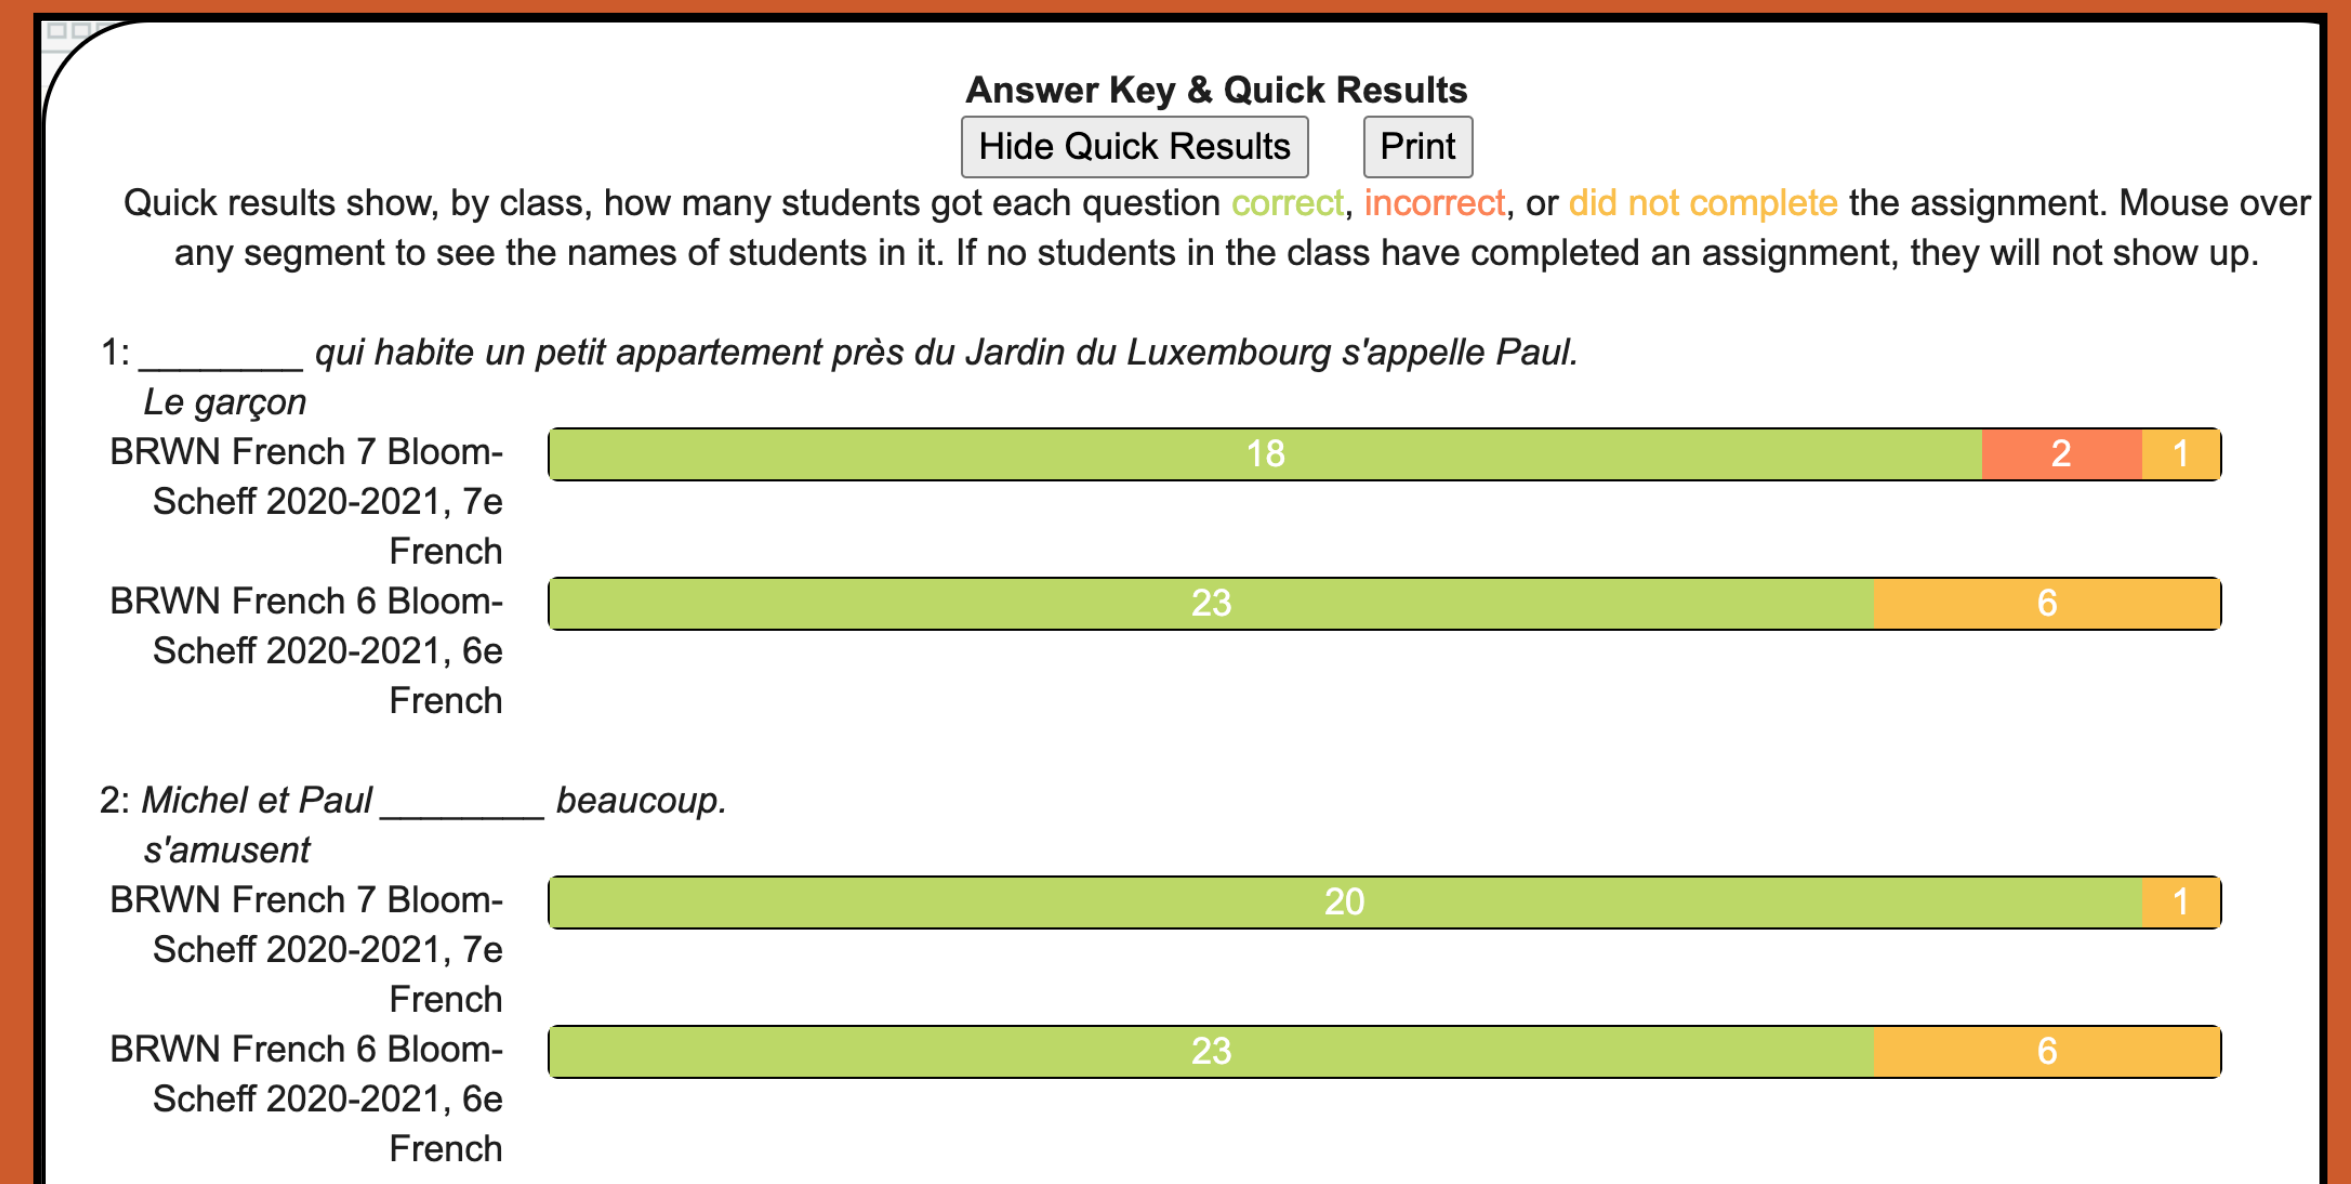 Answer Key & Quick Results
Hide Quick Results Print
Quick results show, by class, how many students got each question correct, incorrect, or did not complete the assignment. Mouse over
any segment to see the names of students in it. If no students in the class have completed an assignment, they will not show up.
1: ________ qui habite un petit appartement près du Jardin du Luxembourg s'appelle Paul.
Le garçon
BRWN French 7 Bloom-
Scheff 2020-2021, 7e
French
18 2 1
BRWN French 6 Bloom-
Scheff 2020-2021, 6e
French
23 6
2: Michel et Paul ________ beaucoup.
s'amusent
BRWN French 7 Bloom-
Scheff 2020-2021, 7e
French
20 1
BRWN French 6 Bloom-
Scheff 2020-2021, 6e
French
23 6